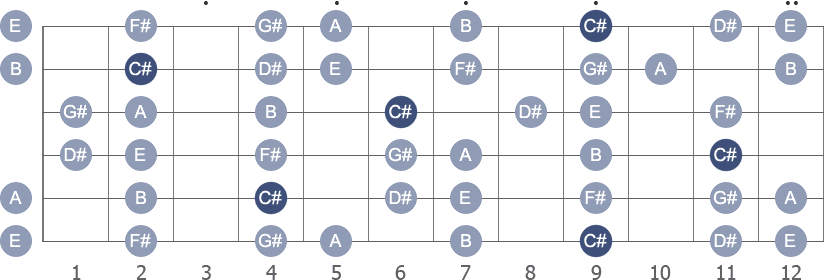 E F# G# A B C# D# E
B C# D# E F# G# A B
G# A B C# D# E F#
D# E F# G# A B C#
A B C# D# E F# G# A
E F# G# A B C# D# E
1 2 3 4 5 6 7 8 9 10 11 12